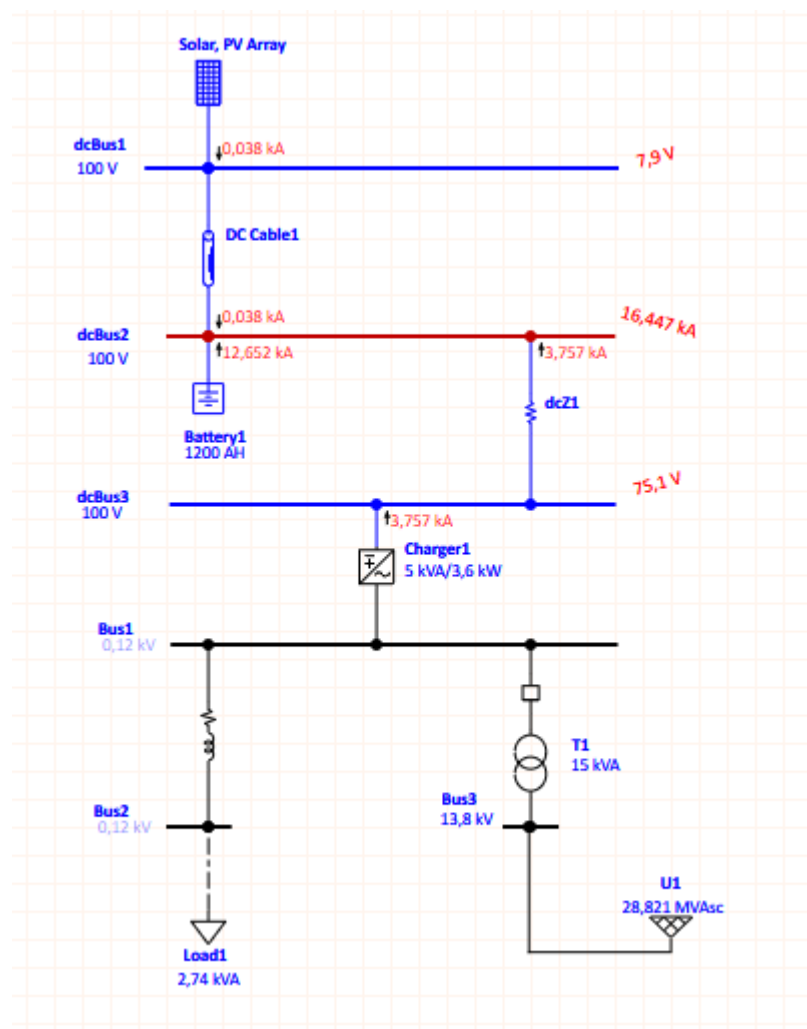 Solar, PV Array
dcBus1
100 V
0,038 kA
7,9 V
DC Cable1
dcBus2
100 V
0,038 kA
12,652 kA
16,447 kA
3,757 kA
dcZ1
Battery1
1200 AH
dcBus3
100 V
75,1 V
3,757 kA
Charger1
5 kVA/3,6 kW
Bus1
0,12 kV
T1
15 kVA
Bus2
0,12 kV
Bus3
13,8 kV
U1
28,821 MVAsc
Load1
2,74 kVA